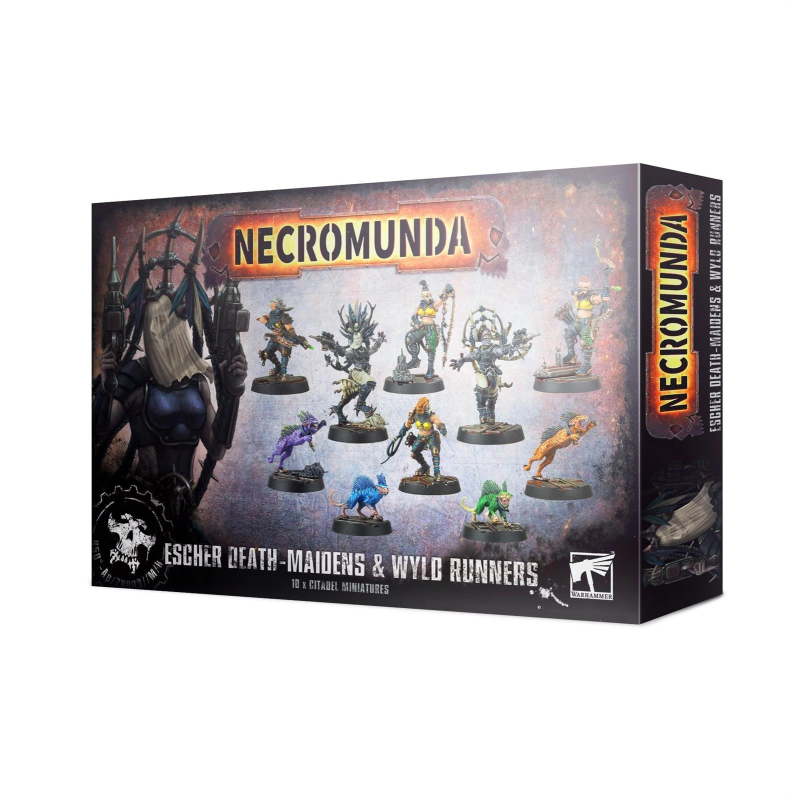 NECROMUNDA
ESCHER DEATH-MAIDENS & WYLD RUNNERS
10 x CITADEL MINIATURES
WARHAMMER
NECROMUNDA
ESCHER DEATH-MAIDENS & WYLD RUNNERS